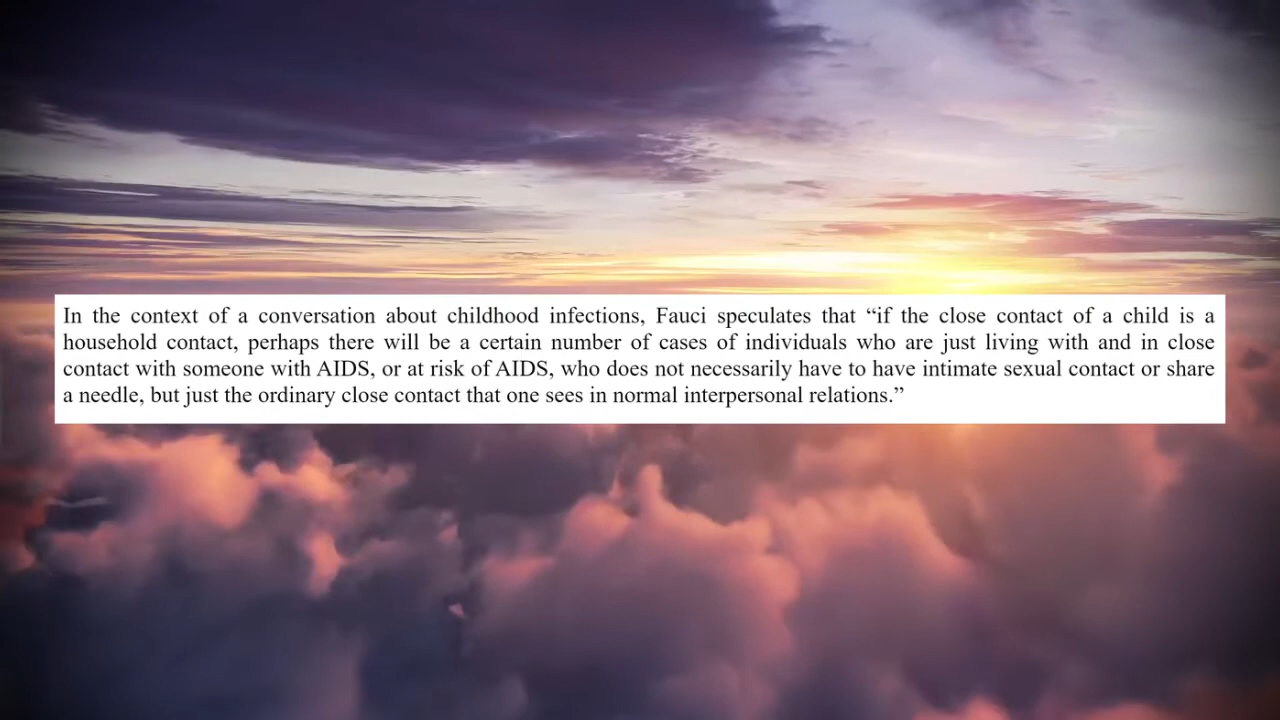 In the context of a conversation about childhood infections, Fauci speculates that “if the close contact of a child is a
household contact, perhaps there will be a certain number of cases of individuals who are just living with and in close
contact with someone with AIDS, or at risk of AIDS, who does not necessarily have to have intimate sexual contact or share
a needle, but just the ordinary close contact that one sees in normal interpersonal relations.”